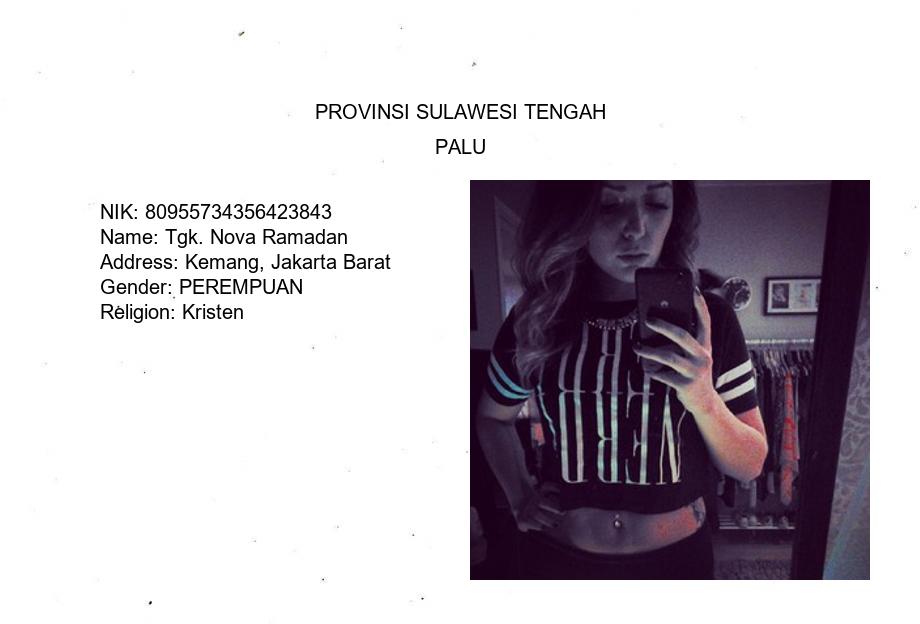 PROVINSI SULAWESI TENGAH
PALU
NIK: 80955734356423843
Name: Tgk. Nova Ramadan
Address: Kemang, Jakarta Barat
Gender: PEREMPUAN
Religion: Kristen